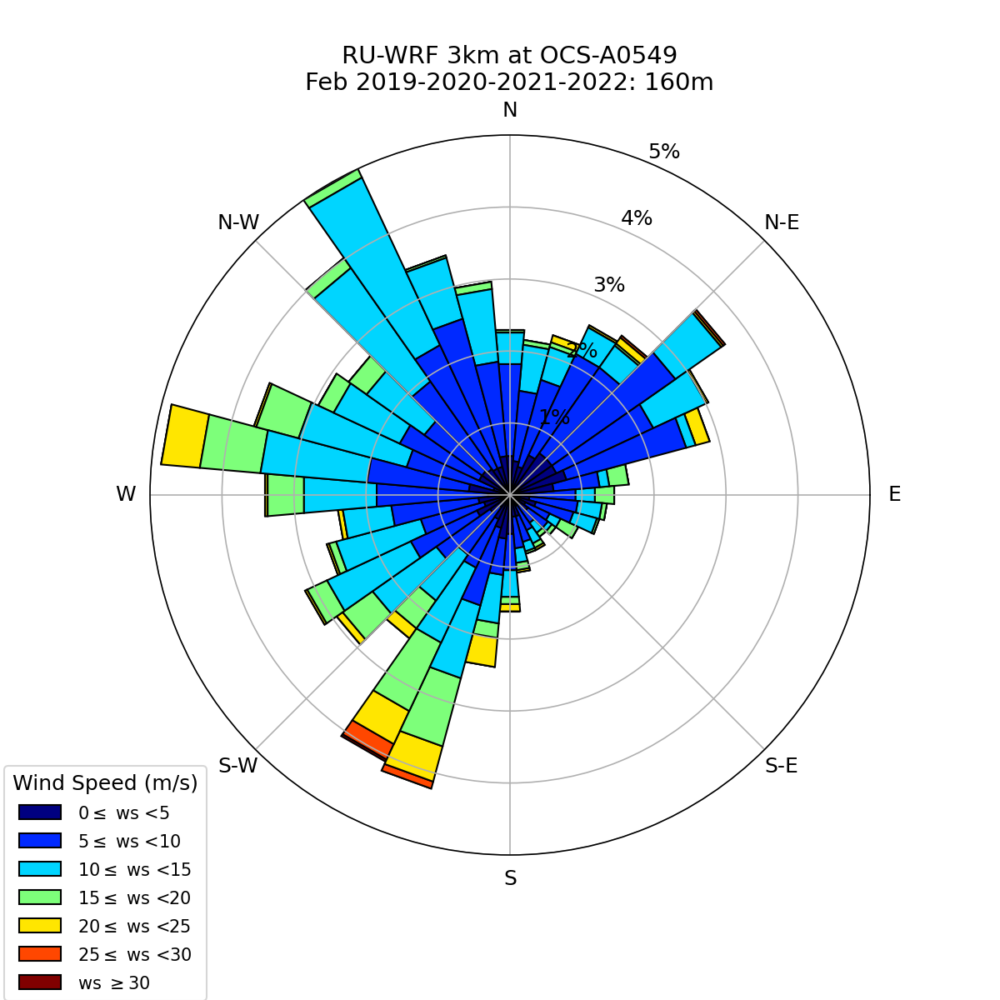 RU-WRF 3km at OCS-A0549
Feb 2019-2020-2021-2022: 160m
N
5%
N-W
4%
N-E
3%
2%
1%
W
E
S-W
S-E
S
Wind Speed (m/s)
0≤ ws <5
5≤ ws <10
10≤ ws <15
15≤ ws <20
20≤ ws <25
25≤ ws <30
ws ≥30